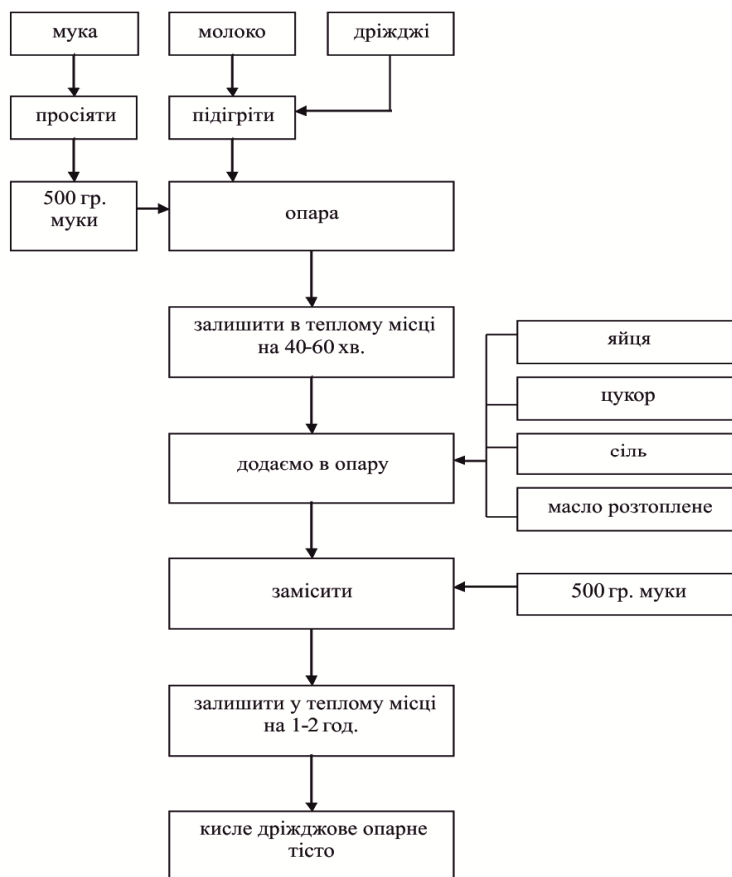 мука
молоко
дріжджі
просіяти
підігріти
500 гр.
муки
опара
залишити в теплому місці
на 40-60 хв.
яйця
цукор
додаємо в опару
сіль
масло розтоплене
замісити
500 гр. муки
залишити у теплому місці
на 1-2 год.
кисле дріжджове опарне
тісто